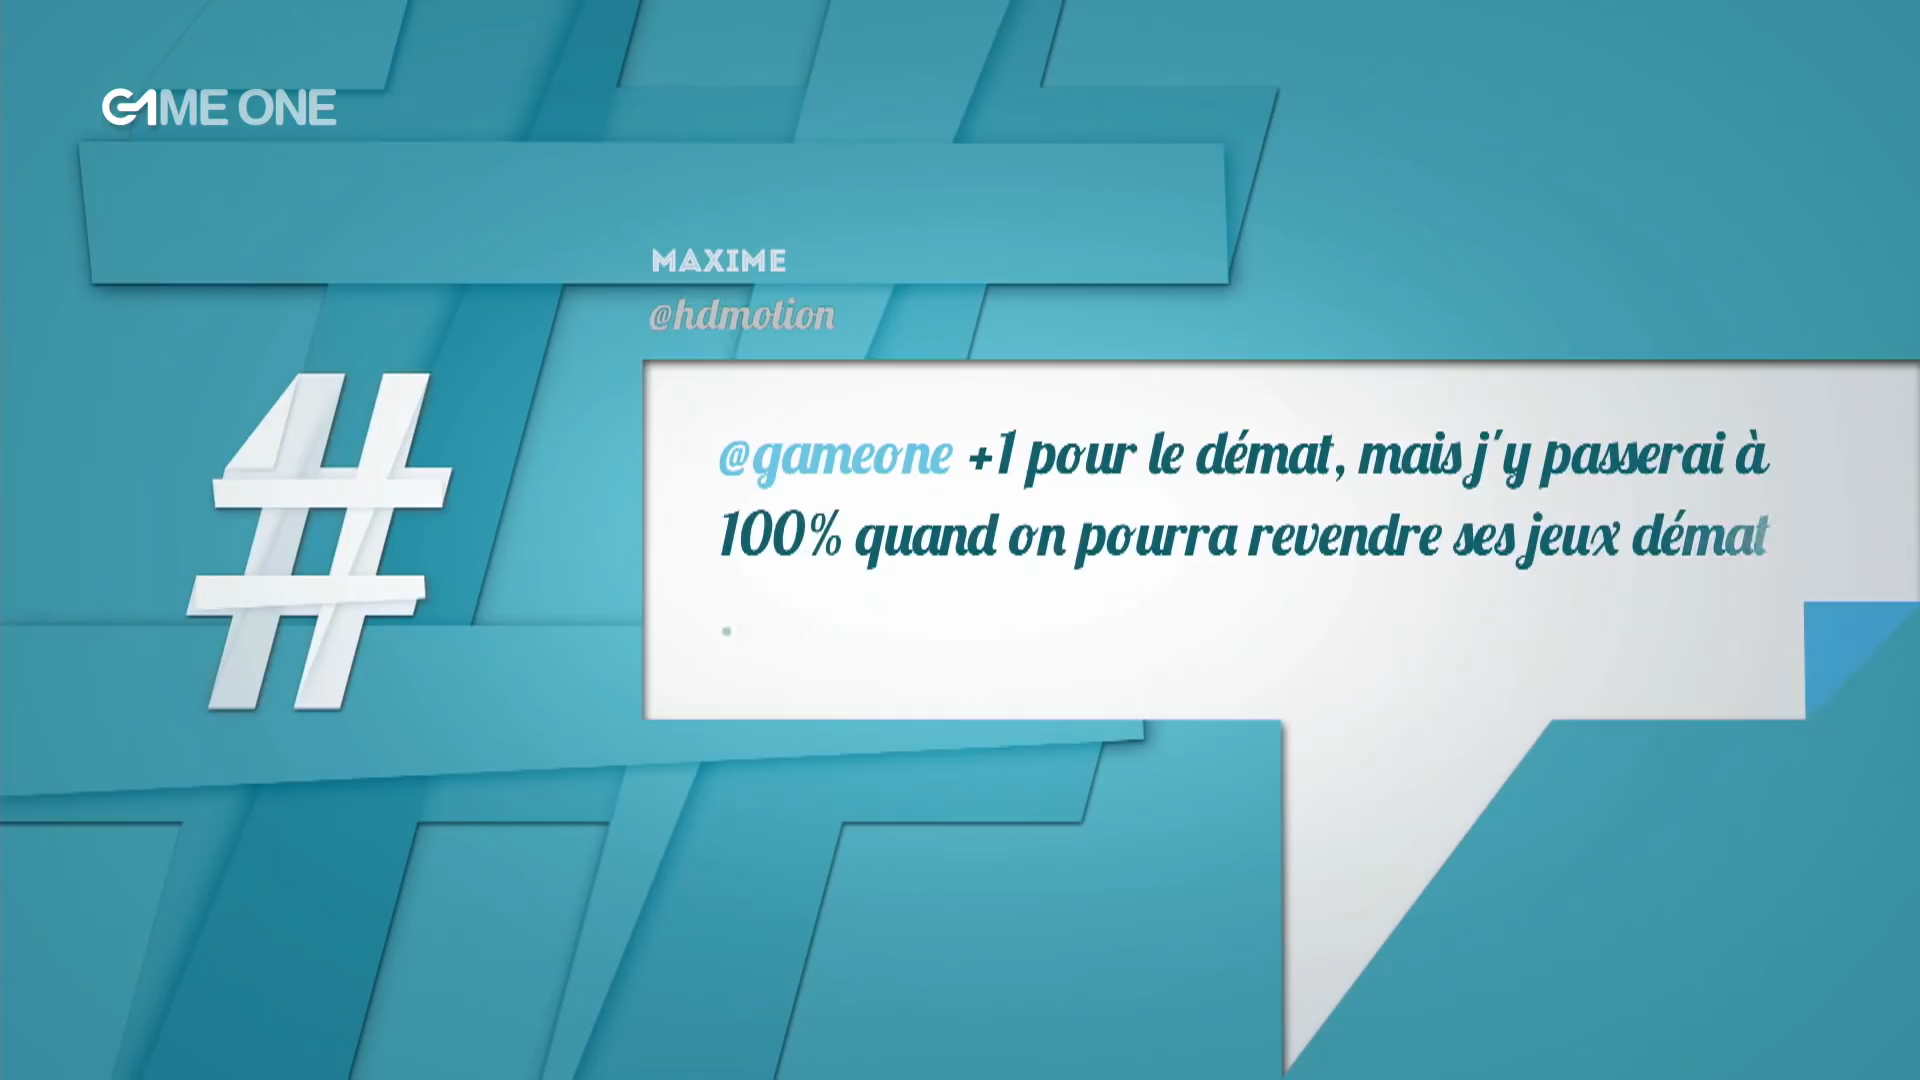 GAME ONE
MAXIME
@hdmotion
#
@gameone +1 pour le démat, mais j'y passerai à
100% quand on pourra revendre ses jeux démat
.